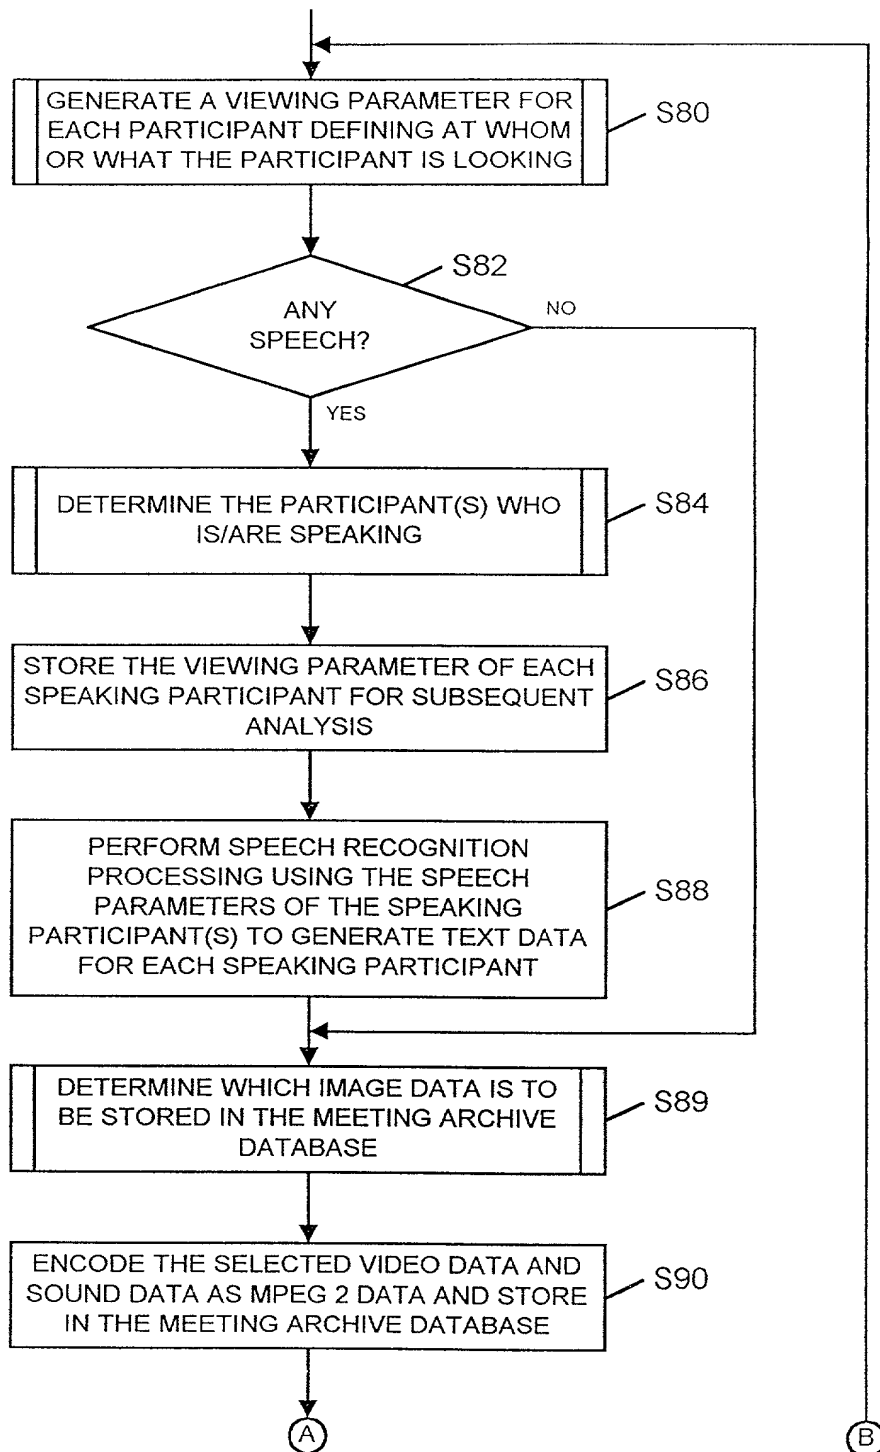 GENERATE A VIEWING PARAMETER FOR
EACH PARTICIPANT DEFINING AT WHOM
OR WHAT THE PARTICIPANT IS LOOKING
S80
S82
ANY
SPEECH?
NO
YES
DETERMINE THE PARTICIPANT(S) WHO
IS/ARE SPEAKING
S84
STORE THE VIEWING PARAMETER OF EACH
SPEAKING PARTICIPANT FOR SUBSEQUENT
ANALYSIS
S86
PERFORM SPEECH RECOGNITION
PROCESSING USING THE SPEECH
PARAMETERS OF THE SPEAKING
PARTICIPANT(S) TO GENERATE TEXT DATA
FOR EACH SPEAKING PARTICIPANT
S88
DETERMINE WHICH IMAGE DATA IS TO
BE STORED IN THE MEETING ARCHIVE
DATABASE
S89
ENCODE THE SELECTED VIDEO DATA AND
SOUND DATA AS MPEG 2 DATA AND STORE
IN THE MEETING ARCHIVE DATABASE
S90
A
B